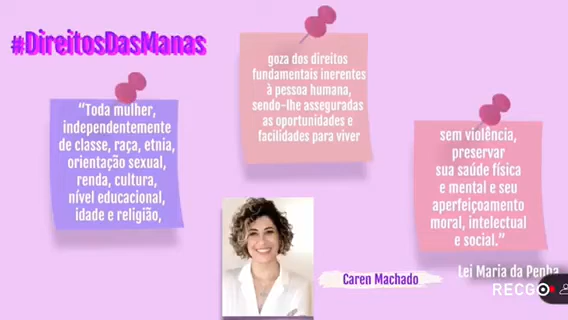 #DireitosDasManas
“Toda mulher,
independentemente
de classe, raça, etnia,
orientação sexual,
renda, cultura,
nível educacional,
idade e religião,
goza dos direitos
fundamentais inerentes
à pessoa humana,
sendo-lhe asseguradas
as oportunidades e
facilidades para viver
sem violência,
preservar
sua saúde física
e mental e seu
aperfeiçoamento
moral, intelectual
e social.”
Lei Maria da Penha
Caren Machado
RECGO